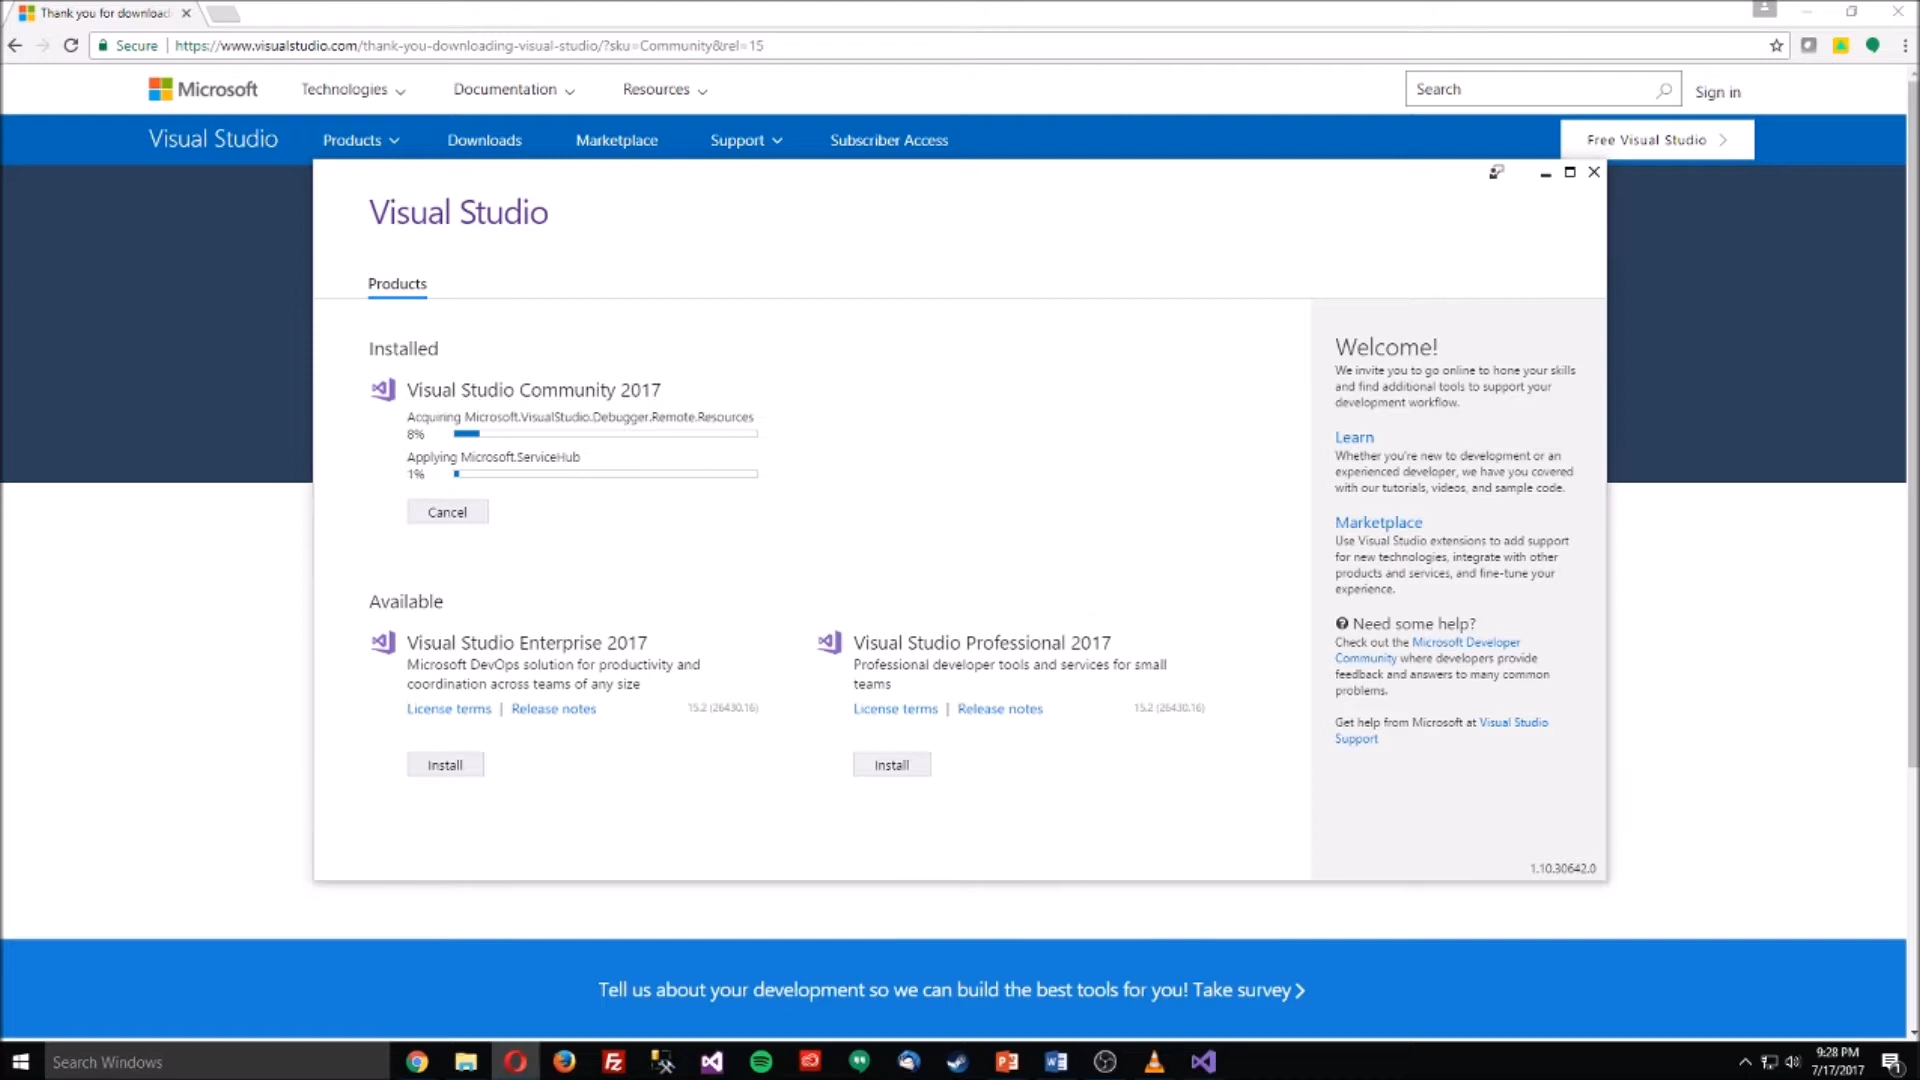 Thank you for download
Secure | https://www.visualstudio.com/thank-you-downloading-visual-studio/?sku=Community&rel=15
Microsoft Technologies Documentation Resources Search Sign in
Visual Studio Products Downloads Marketplace Support Subscriber Access Free Visual Studio
Visual Studio
Products
Installed
Visual Studio Community 2017
Acquiring Microsoft.VisualStudio.Debugger.Remote.Resources
8%
Applying Microsoft.ServiceHub
1%
Cancel
Available
Visual Studio Enterprise 2017
Microsoft DevOps solution for productivity and
coordination across teams of any size
License terms | Release notes 15.2 (26430.16)
Install
Visual Studio Professional 2017
Professional developer tools and services for small
teams
License terms | Release notes 15.2 (26430.16)
Install
Welcome!
We invite you to go online to hone your skills
and find additional tools to support your
development workflow.
Learn
Whether you're new to development or an
experienced developer, we have you covered
with our tutorials, videos, and sample code.
Marketplace
Use Visual Studio extensions to add support
for new technologies, integrate with other
products and services, and fine-tune your
experience.
Need some help?
Check out the Microsoft Developer
Community where developers provide
feedback and answers to many common
problems.
Get help from Microsoft at Visual Studio
Support
1.10.30642.0
Tell us about your development so we can build the best tools for you! Take survey
Search Windows
9:28 PM
7/17/2017